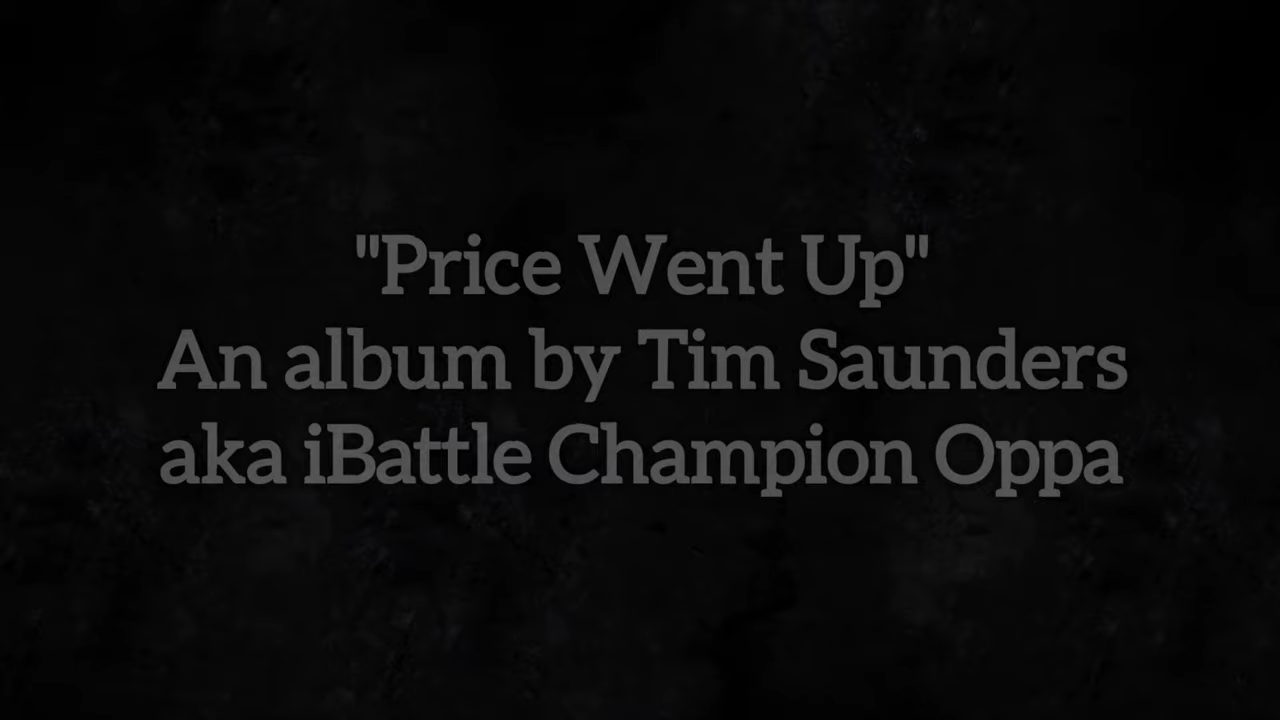 "Price Went Up"
An album by Tim Saunders
aka iBattle Champion Oppa